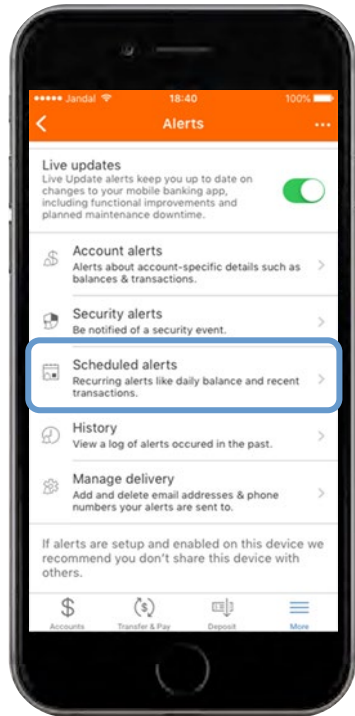 Jandal 18:40 100%
Alerts
Live updates
Live Update alerts keep you up to date on
changes to your mobile banking app,
including functional improvements and
planned maintenance downtime.
Account alerts
Alerts about account-specific details such as
balances & transactions.
Security alerts
Be notified of a security event.
Scheduled alerts
Recurring alerts like daily balance and recent
transactions.
History
View a log of alerts occured in the past.
Manage delivery
Add and delete email addresses & phone
numbers your alerts are sent to.
If alerts are setup and enabled on this device we
recommend you don't share this device with
others.
Accounts Transfer & Pay Deposit More